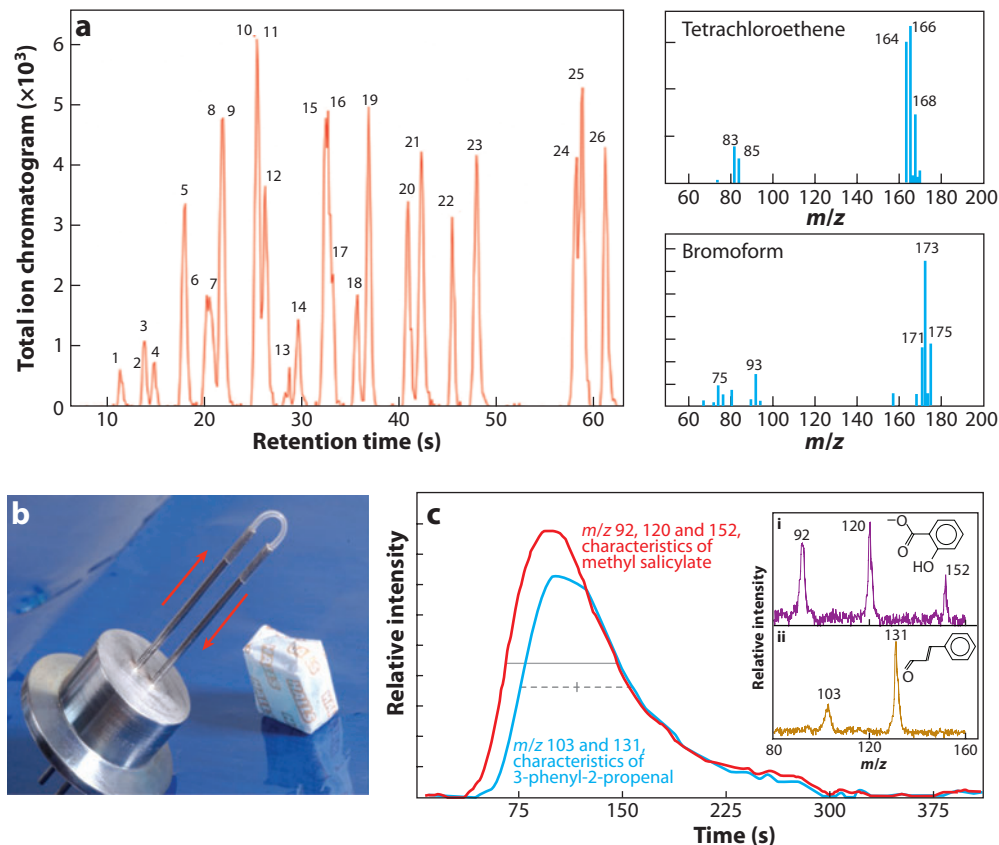 a
Total ion chromatogram (×10³)
6
5
4
3
2
1
0
1
2
3
4
5
6
7
8
9
10,
11
12
13
14
15
16
17
18
19
20
21
22
23
24
25
26
10
20
30
40
50
60
Retention time (s)
Tetrachloroethene
164
166
168
83
85
60 80 100 120 140 160 180 200
m/z
Bromoform
173
171
175
75
93
60 80 100 120 140 160 180 200
m/z
b
c
Relative intensity
m/z 92, 120 and 152,
characteristics of
methyl salicylate
m/z 103 and 131,
characteristics of
3-phenyl-2-propenal
75 150 225 300 375
Time (s)
Relative intensity
i
92
120
152
−O
O
HO
ii
103
131
O
80 120 160
m/z